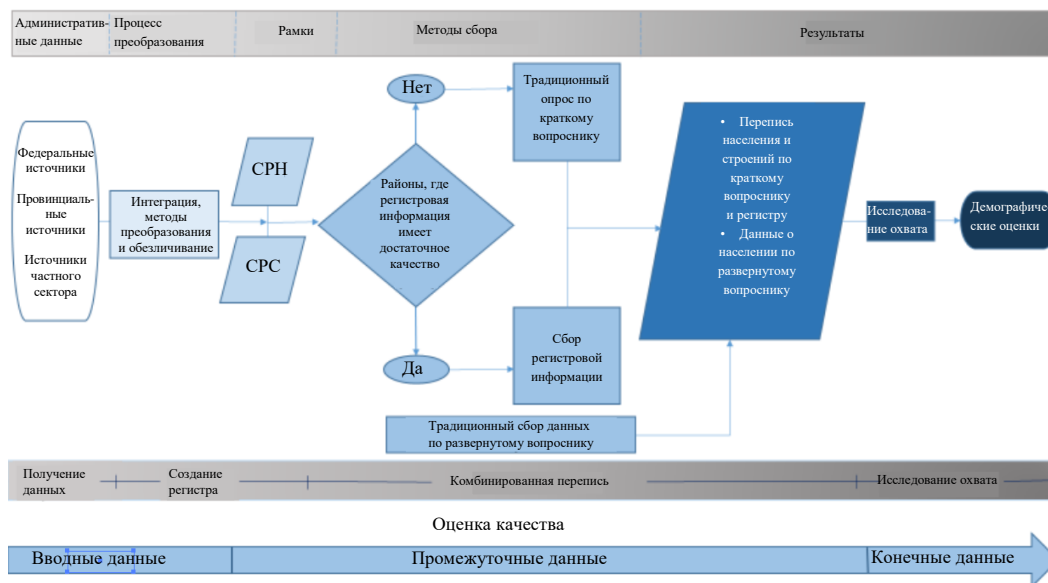 Административ-
ные данные
Процесс
преобразования
Рамки
Методы сбора
Результаты
Федеральные
источники
Провинциаль-
ные
источники
Источники
частного
сектора
Интеграция,
методы
преобразования
и обезличивание
СРН
СРС
Районы, где
регистровая
информация
имеет
достаточное
качество
Нет
Да
Традиционный
опрос по
краткому
вопроснику
Сбор
регистровой
информации
Традиционный сбор данных
по развернутому вопроснику
• Перепись
населения и
строений по
краткому
вопроснику
и регистру
• Данные о
населении по
развернутому
вопроснику
Исследова-
ние охвата
Демографиче-
ские оценки
Получение
данных
Создание
регистра
Комбинированная перепись
Исследование охвата
Оценка качества
Вводные данные
Промежуточные данные
Конечные данные